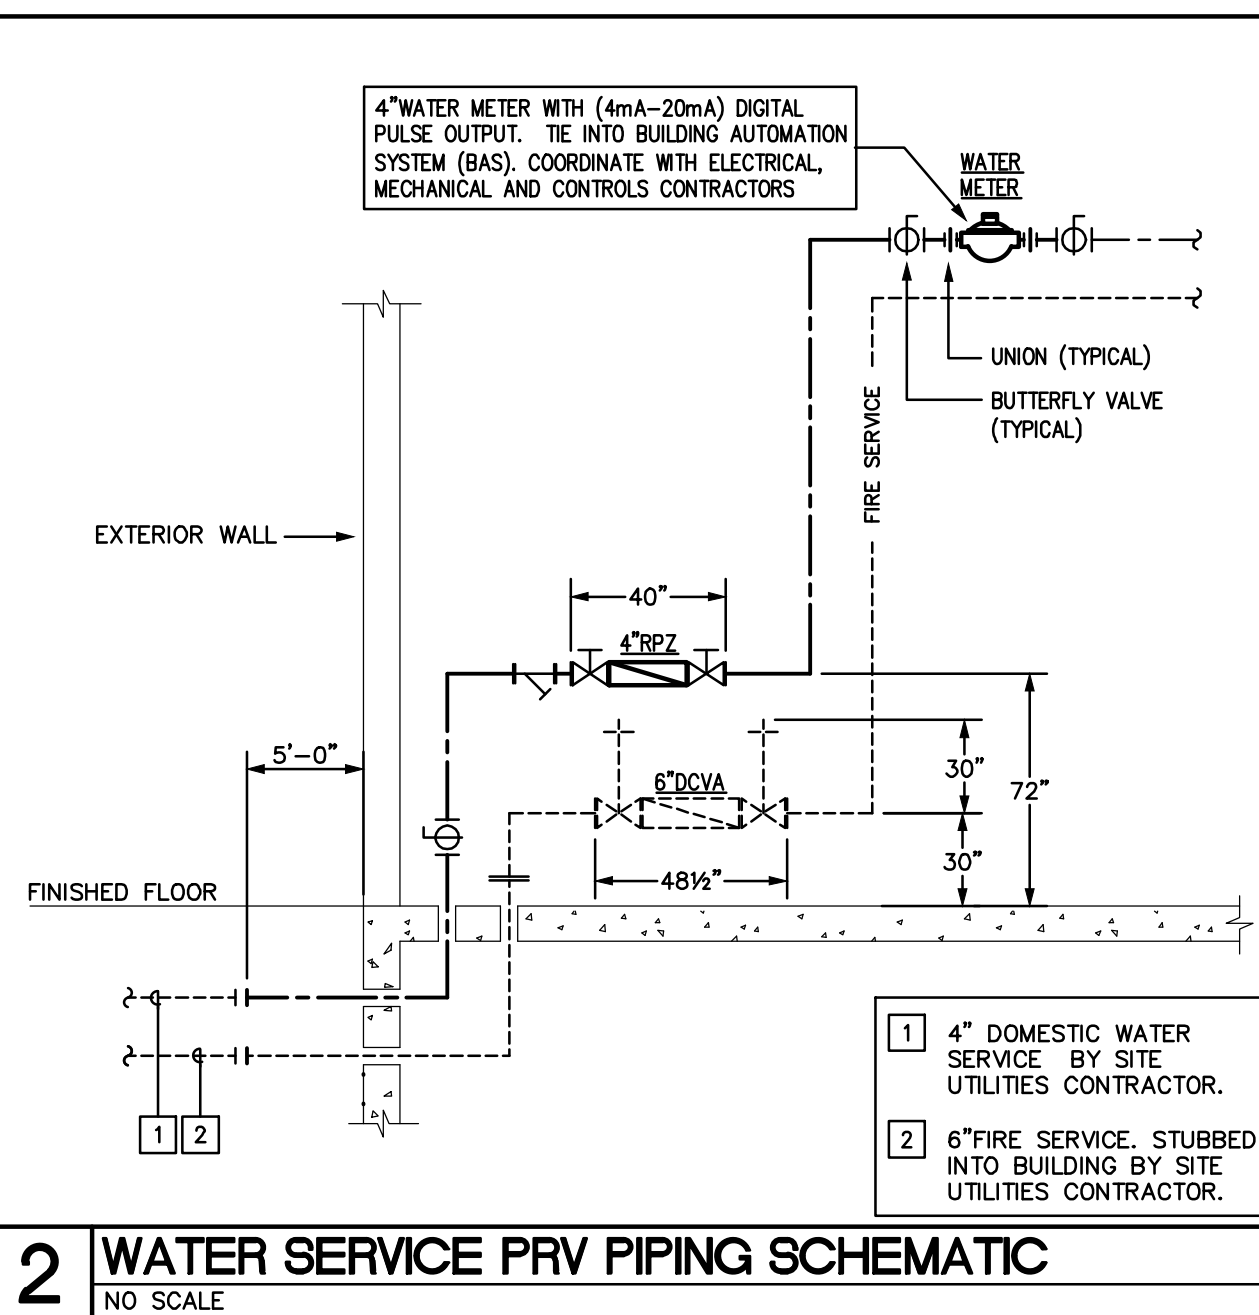 4"WATER METER WITH (4mA-20mA) DIGITAL
PULSE OUTPUT. TIE INTO BUILDING AUTOMATION
SYSTEM (BAS). COORDINATE WITH ELECTRICAL,
MECHANICAL AND CONTROLS CONTRACTORS
WATER
METER
UNION (TYPICAL)
BUTTERFLY VALVE
(TYPICAL)
FIRE SERVICE
EXTERIOR WALL
40"
4"RPZ
5'-0"
6"DCVA
30"
72"
30"
48½"
FINISHED FLOOR
1 4" DOMESTIC WATER
SERVICE BY SITE
UTILITIES CONTRACTOR.
2 6"FIRE SERVICE. STUBBED
INTO BUILDING BY SITE
UTILITIES CONTRACTOR.
1 2
2 WATER SERVICE PRV PIPING SCHEMATIC
NO SCALE